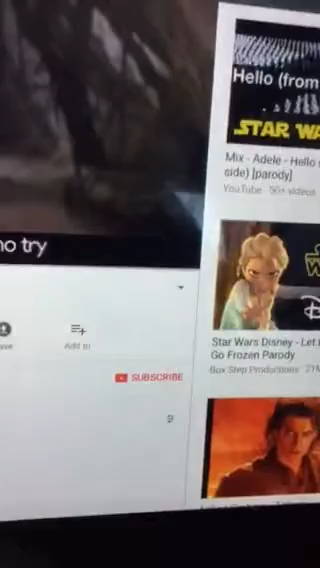 no try
Add to
SUBSCRIBE
Hello (from
STAR WA
Mix - Adele - Hello
side) [parody]
YouTube · 50+ videos
Star Wars Disney - Let
Go Frozen Parody
Box Step Productions · 21M